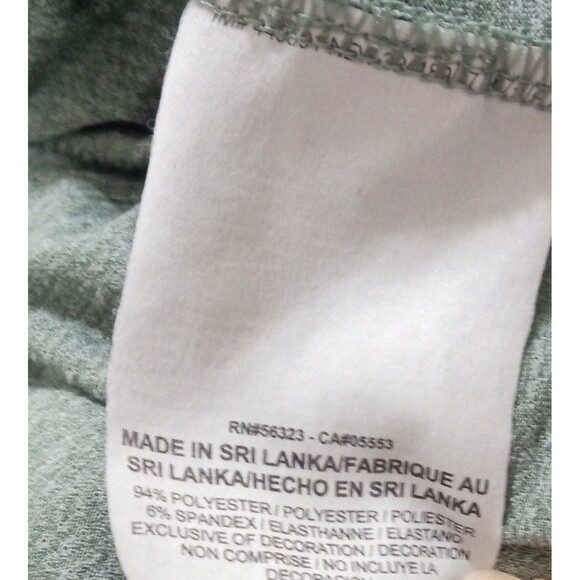 RN#56323 - CA#05553
MADE IN SRI LANKA/FABRIQUE AU
SRI LANKA/HECHO EN SRI LANKA
94% POLYESTER / POLYESTER / POLIESTER
6% SPANDEX / ELASTHANNE / ELASTANO
EXCLUSIVE OF DECORATION / DECORATION
NON COMPRISE / NO INCLUYE LA